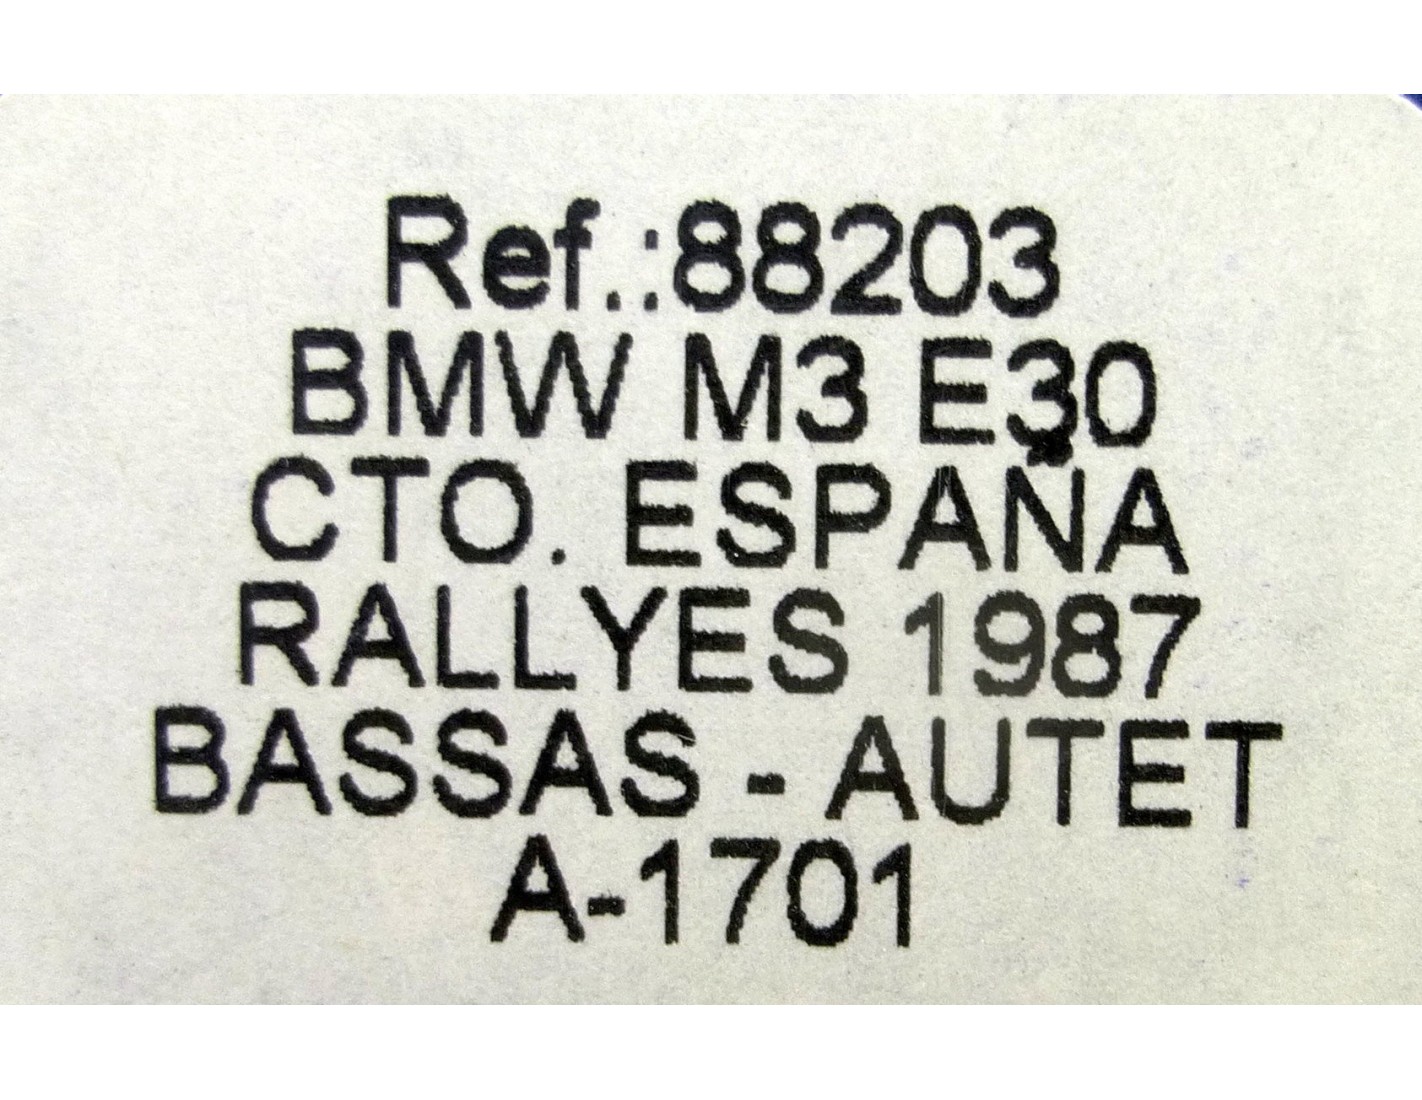 Ref.:88203
BMW M3 E30
CTO. ESPAÑA
RALLYES 1987
BASSAS - AUTET
A-1701